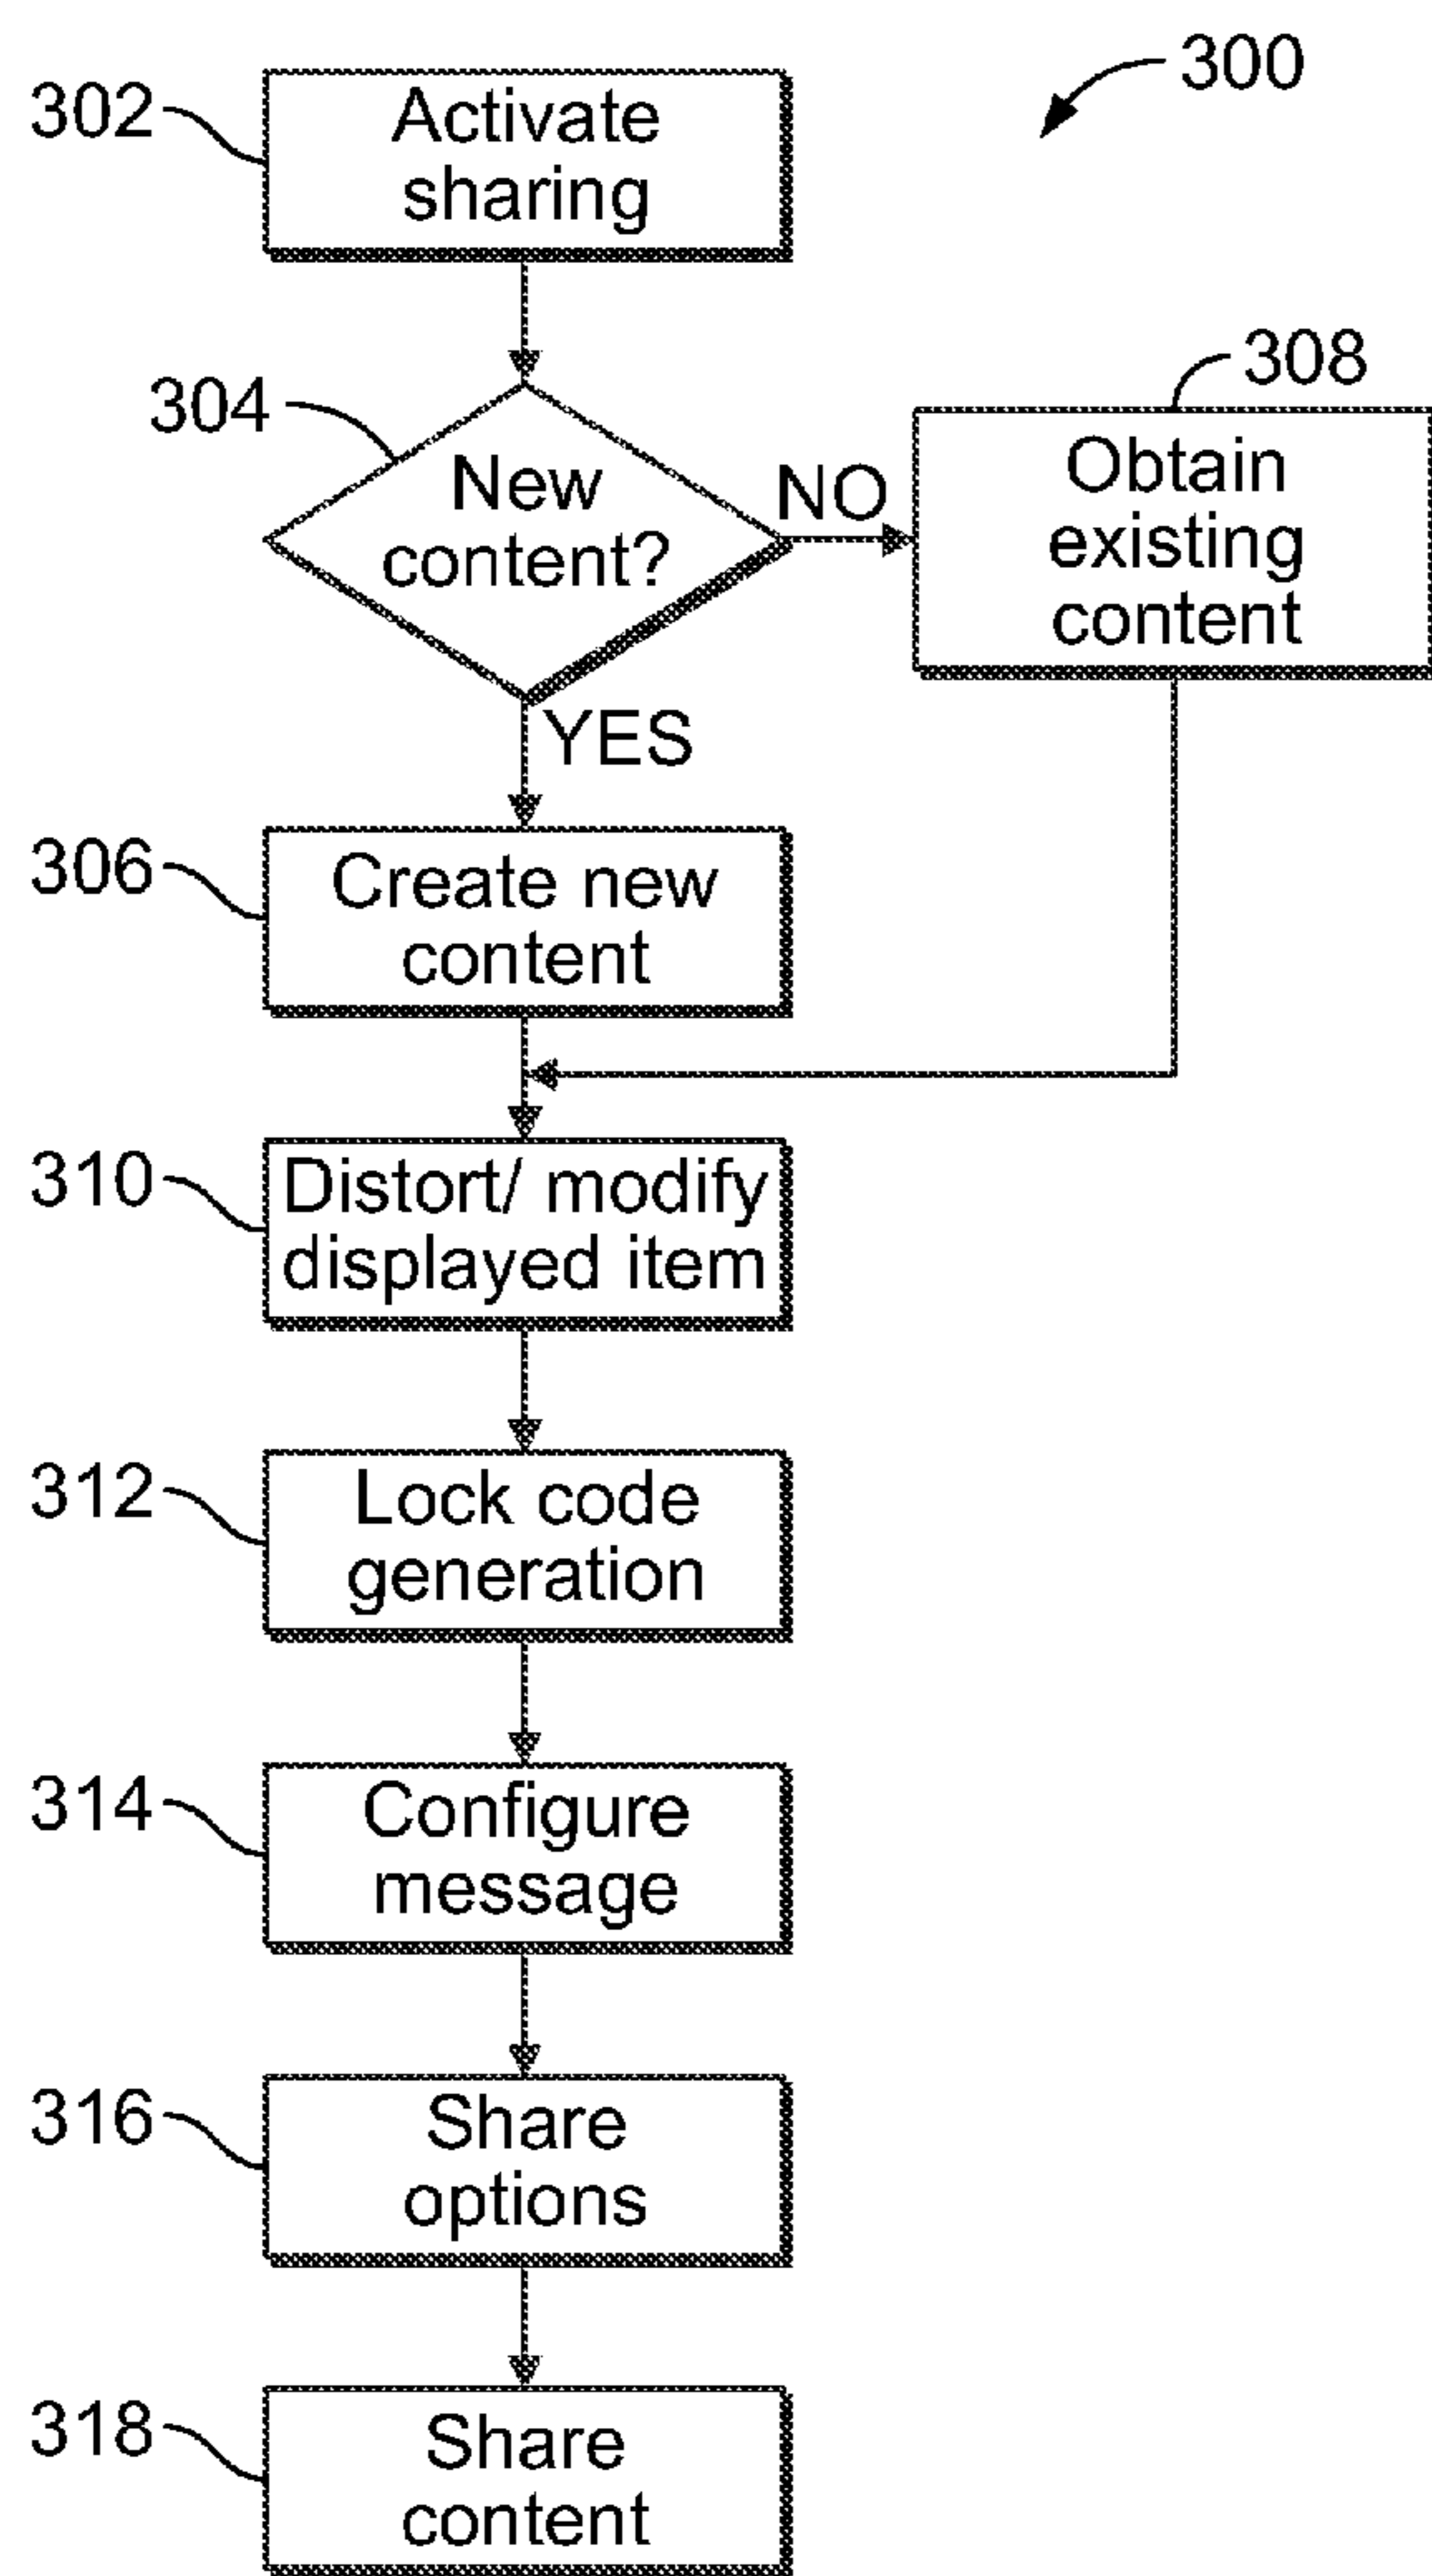 300
302
Activate
sharing
304
New
content?
NO
308
Obtain
existing
content
YES
306
Create new
content
310
Distort/ modify
displayed item
312
Lock code
generation
314
Configure
message
316
Share
options
318
Share
content